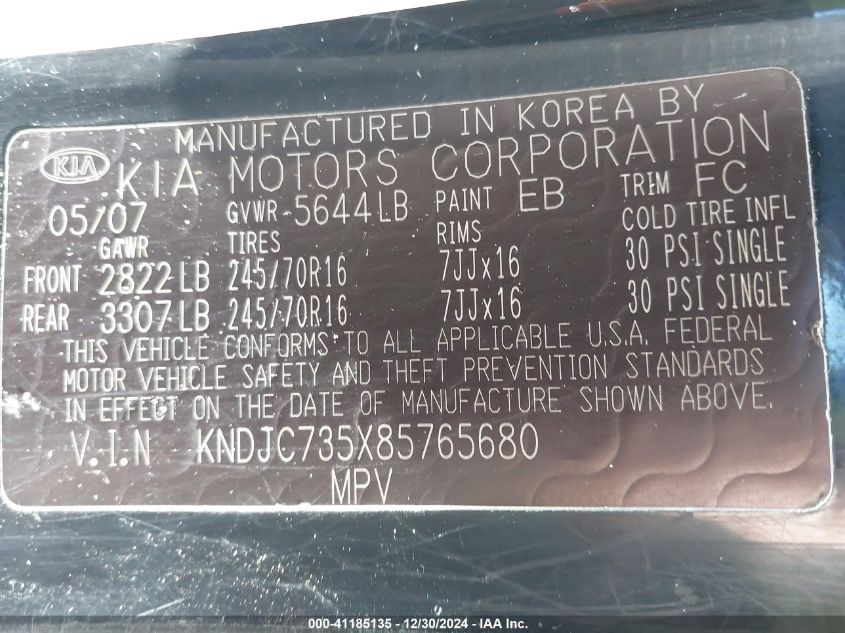 MANUFACTURED IN KOREA BY
KIA KIA MOTORS CORPORATION
05/07 GVWR-5644LB PAINT EB TRIM FC
GAWR TIRES RIMS COLD TIRE INFL
FRONT 2822LB 245/70R16 7JJx16 30 PSI SINGLE
REAR 3307LB 245/70R16 7JJx16 30 PSI SINGLE
THIS VEHICLE CONFORMS TO ALL APPLICABLE U.S.A. FEDERAL
MOTOR VEHICLE SAFETY AND THEFT PREVENTION STANDARDS
IN EFFECT ON THE DATE OF MANUFACTURE SHOWN ABOVE.
V.I.N KNDJC735X85765680
MPV
000-41185135 - 12/30/2024 - IAA Inc.